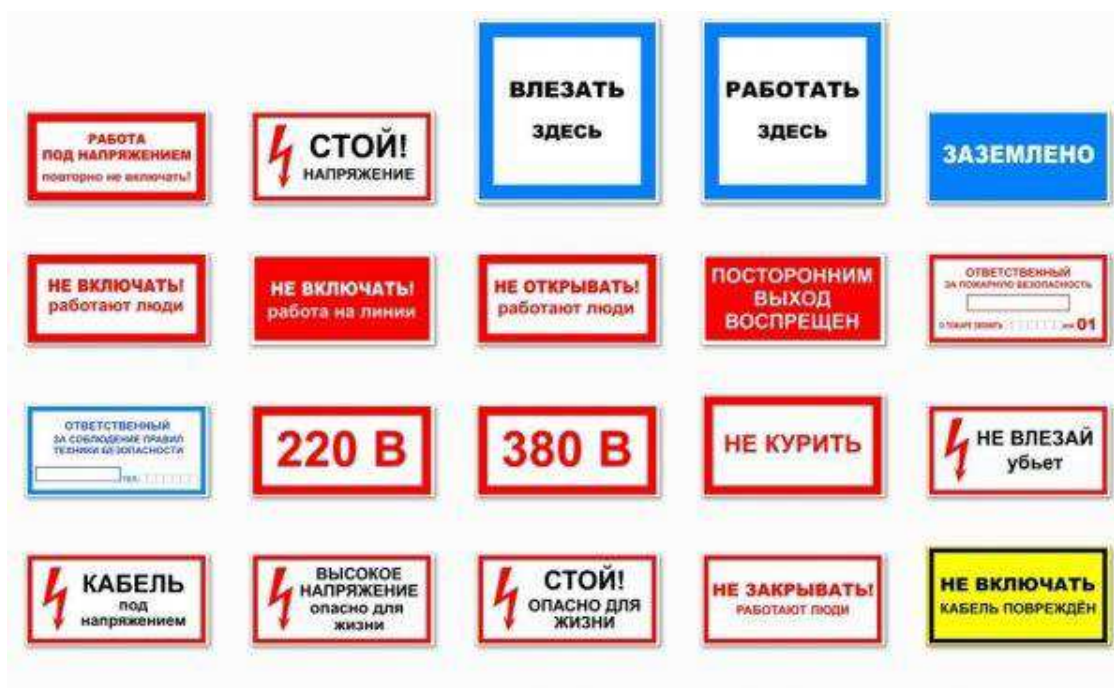 РАБОТА
ПОД НАПРЯЖЕНИЕМ
повторно не включать!
СТОЙ!
НАПРЯЖЕНИЕ
ВЛЕЗАТЬ
ЗДЕСЬ
РАБОТАТЬ
ЗДЕСЬ
ЗАЗЕМЛЕНО
НЕ ВКЛЮЧАТЬ!
работают люди
НЕ ВКЛЮЧАТЬ!
работа на линии
НЕ ОТКРЫВАТЬ!
работают люди
ПОСТОРОННИМ
ВЫХОД
ВОСПРЕЩЕН
ОТВЕТСТВЕННЫЙ
ЗА ПОЖАРНУЮ БЕЗОПАСНОСТЬ
01
ОТВЕТСТВЕННЫЙ
ЗА СОБЛЮДЕНИЕ ПРАВИЛ
ТЕХНИКИ БЕЗОПАСНОСТИ
ТЕЛ.
220 В
380 В
НЕ КУРИТЬ
НЕ ВЛЕЗАЙ
убьет
КАБЕЛЬ
под
напряжением
ВЫСОКОЕ
НАПРЯЖЕНИЕ
опасно для
жизни
СТОЙ!
ОПАСНО ДЛЯ
ЖИЗНИ
НЕ ЗАКРЫВАТЬ!
РАБОТАЮТ ЛЮДИ
НЕ ВКЛЮЧАТЬ
КАБЕЛЬ ПОВРЕЖДЁН